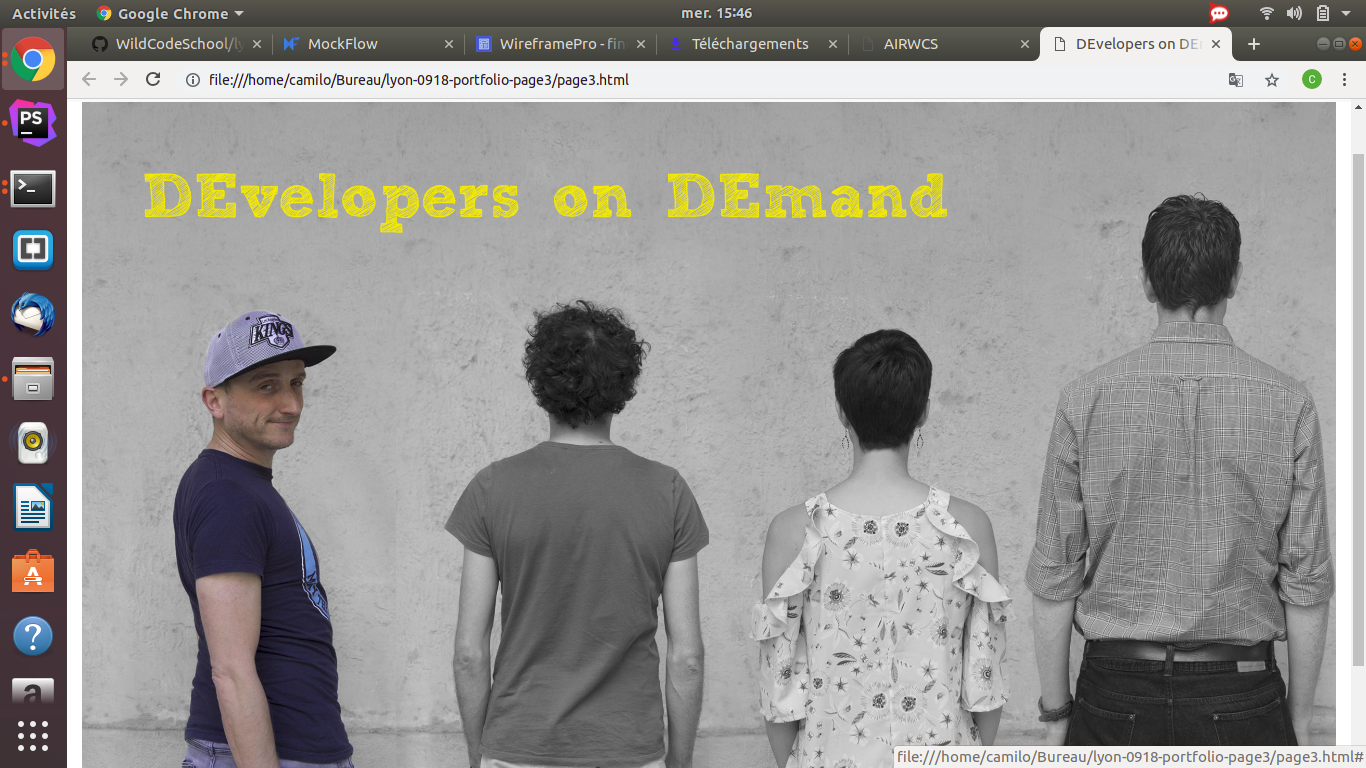 Activités Google Chrome mer. 15:46
WildCodeSchool/ly MockFlow WireframePro - fin Téléchargements AIRWCS DEvelopers on DE
file:///home/camilo/Bureau/lyon-0918-portfolio-page3/page3.html C
PS
DEvelopers on DEmand
KINGS
A
?
a
file:///home/camilo/Bureau/lyon-0918-portfolio-page3/page3.html#